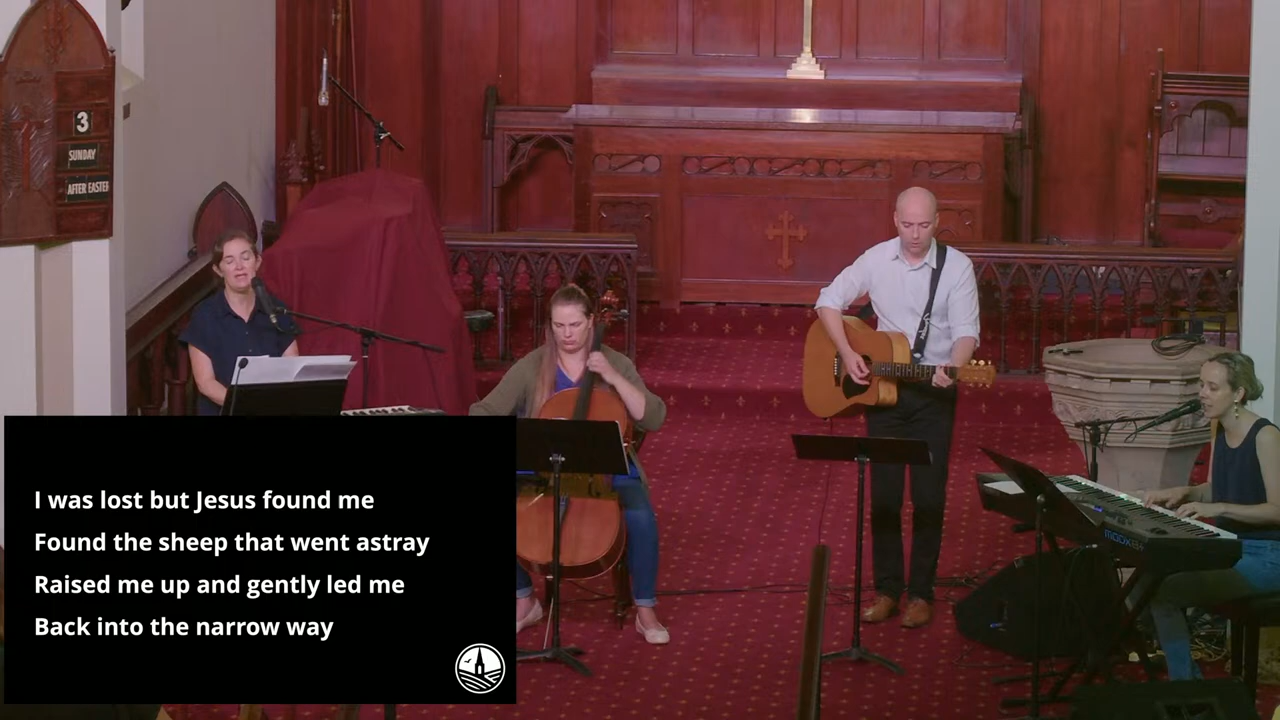 3
SUNDAY
AFTER EASTER
I was lost but Jesus found me
Found the sheep that went astray
Raised me up and gently led me
Back into the narrow way